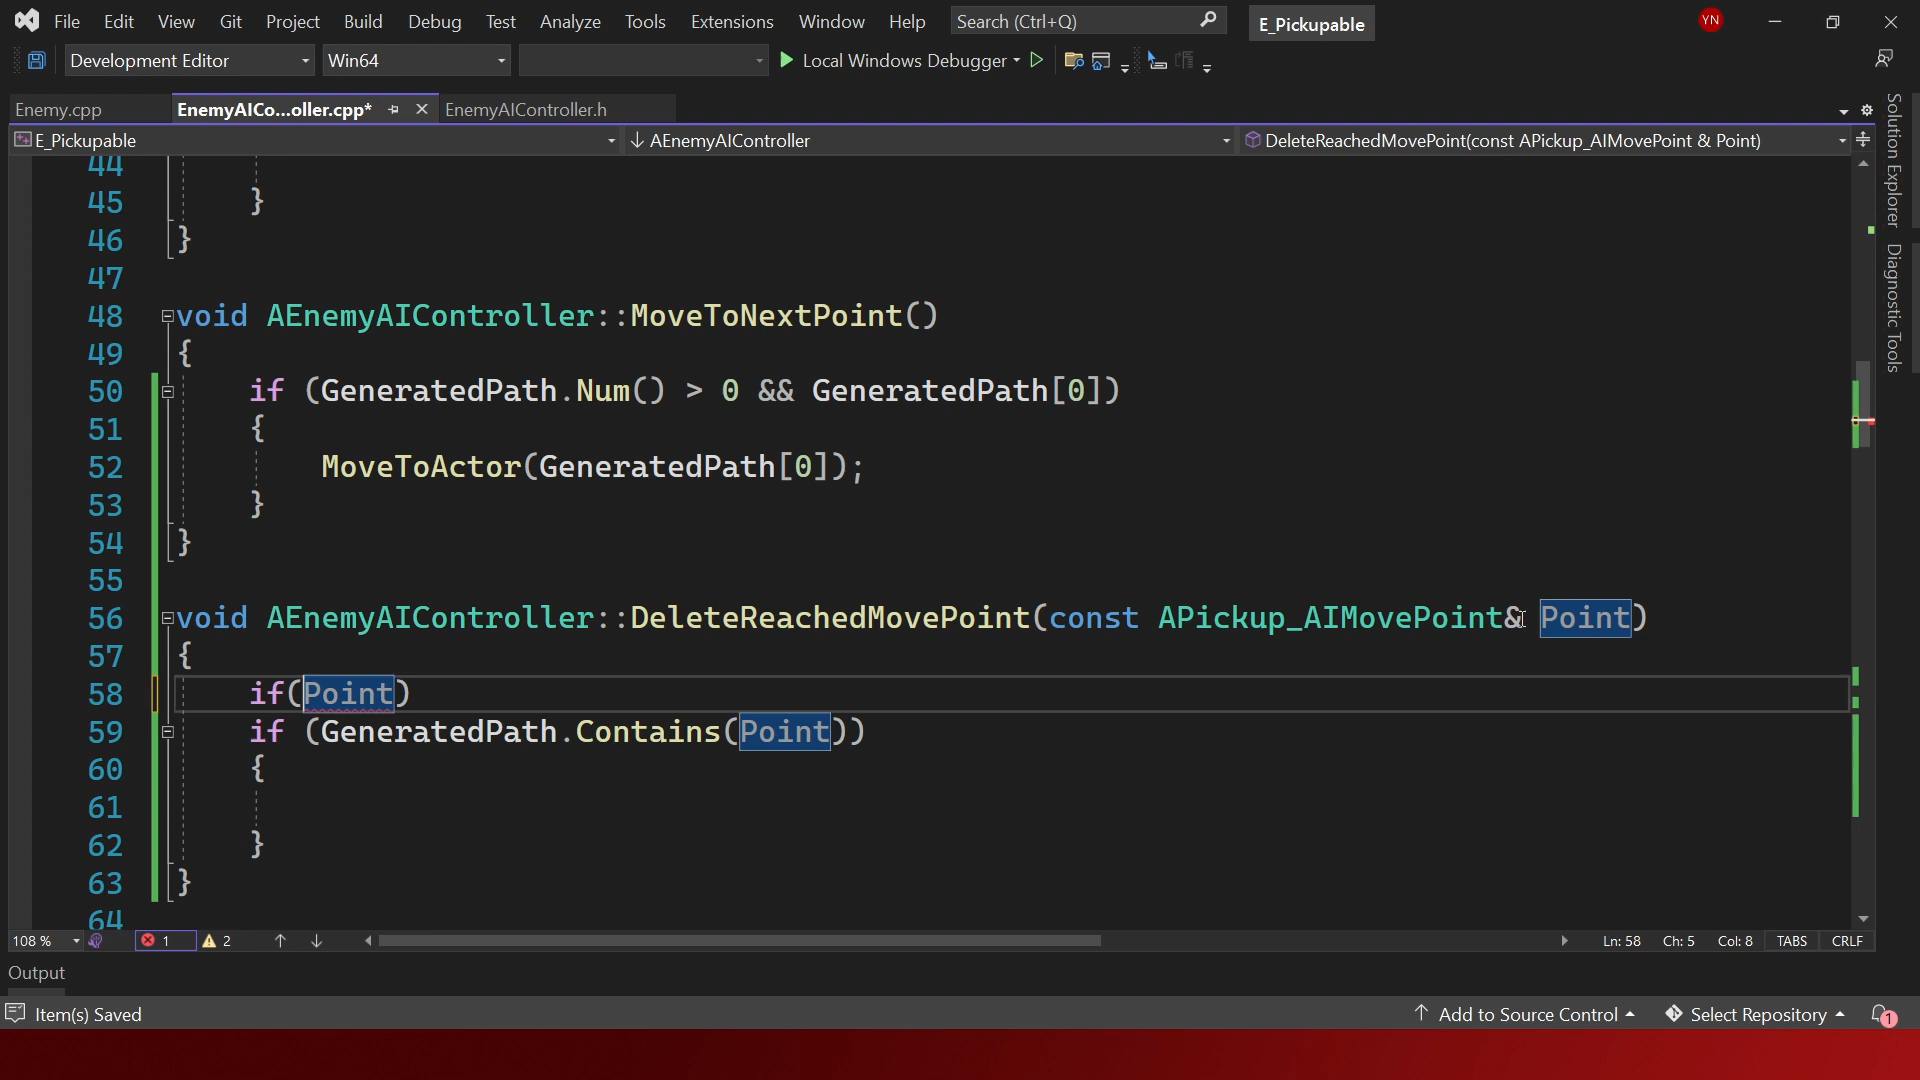 File Edit View Git Project Build Debug Test Analyze Tools Extensions Window Help Search (Ctrl+Q) E_Pickupable YN
Development Editor Win64 Local Windows Debugger
Enemy.cpp EnemyAICo...oller.cpp* EnemyAIController.h
E_Pickupable AEnemyAIController DeleteReachedMovePoint(const APickup_AIMovePoint & Point)
Solution Explorer
Diagnostic Tools
44
45 }
46 }
47
48 void AEnemyAIController::MoveToNextPoint()
49 {
50 if (GeneratedPath.Num() > 0 && GeneratedPath[0])
51 {
52 MoveToActor(GeneratedPath[0]);
53 }
54 }
55
56 void AEnemyAIController::DeleteReachedMovePoint(const APickup_AIMovePoint& Point)
57 {
58 if(Point)
59 if (GeneratedPath.Contains(Point))
60 {
61
62 }
63 }
64
108 % 1 2 Ln: 58 Ch: 5 Col: 8 TABS CRLF
Output
Item(s) Saved Add to Source Control Select Repository 1